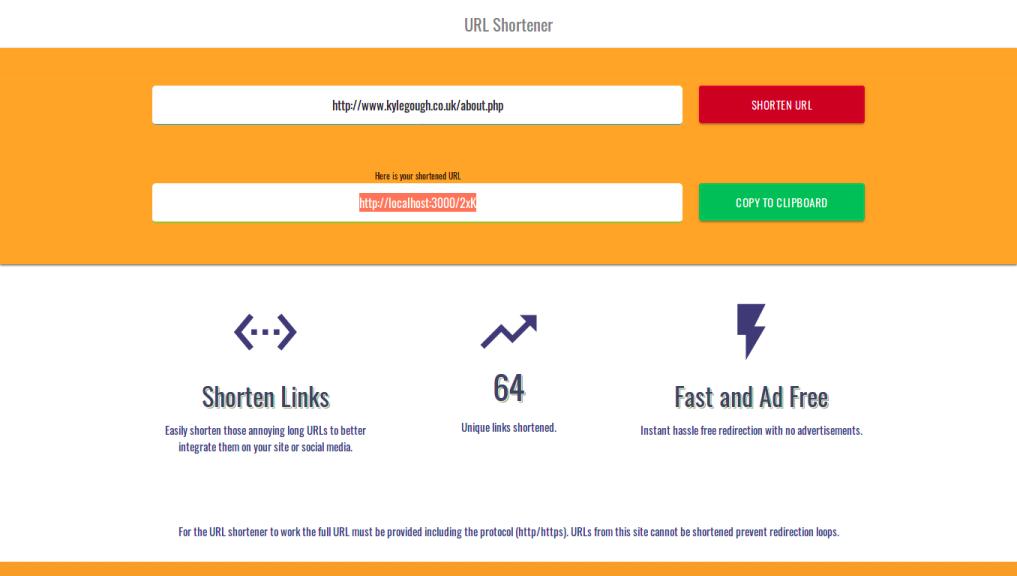 URL Shortener
http://www.kylegough.co.uk/about.php
SHORTEN URL
Here is your shortened URL
http://localhost:3000/2xK
COPY TO CLIPBOARD
Shorten Links
Easily shorten those annoying long URLs to better
integrate them on your site or social media.
64
Unique links shortened.
Fast and Ad Free
Instant hassle free redirection with no advertisements.
For the URL shortener to work the full URL must be provided including the protocol (http/https). URLs from this site cannot be shortened prevent redirection loops.